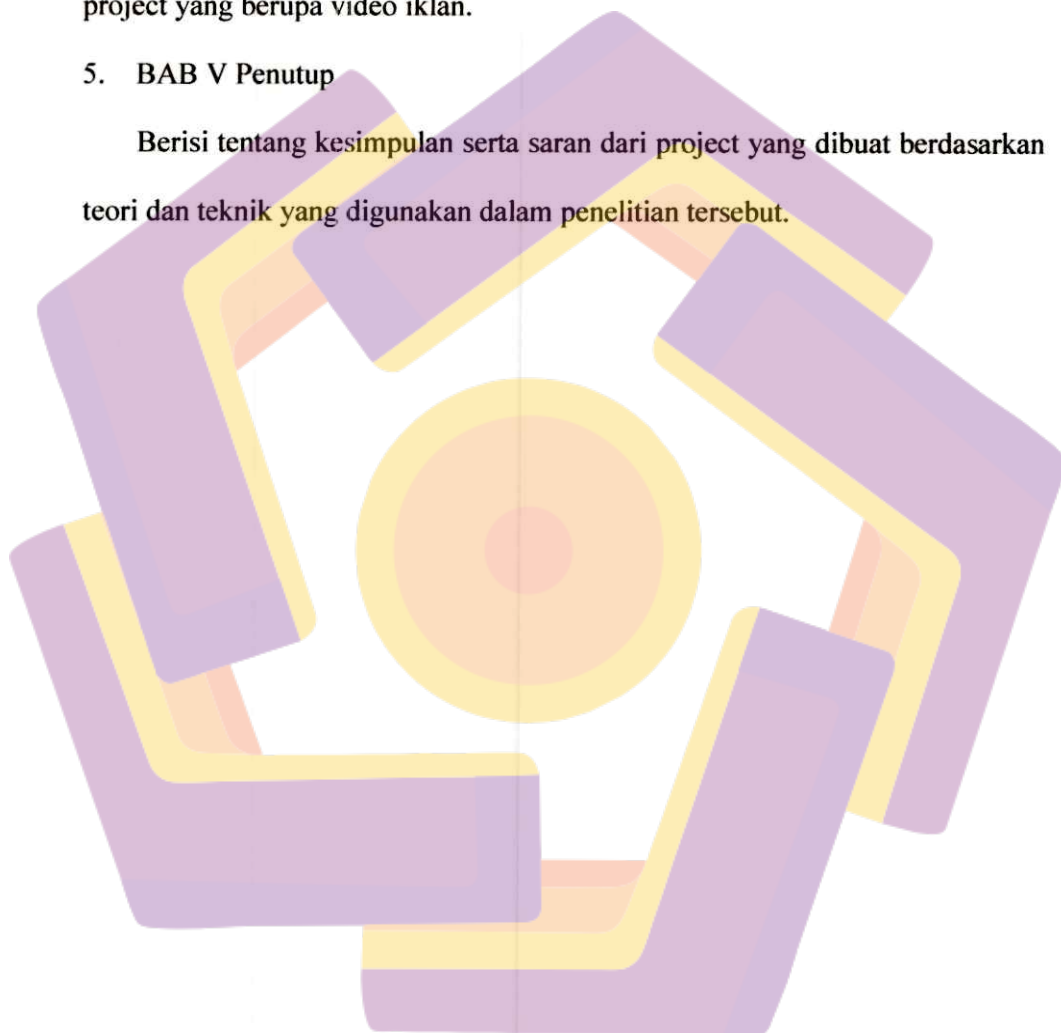 project yang berupa video iklan.
5. BAB V Penutup
Berisi tentang kesimpulan serta saran dari project yang dibuat berdasarkan
teori dan teknik yang digunakan dalam penelitian tersebut.